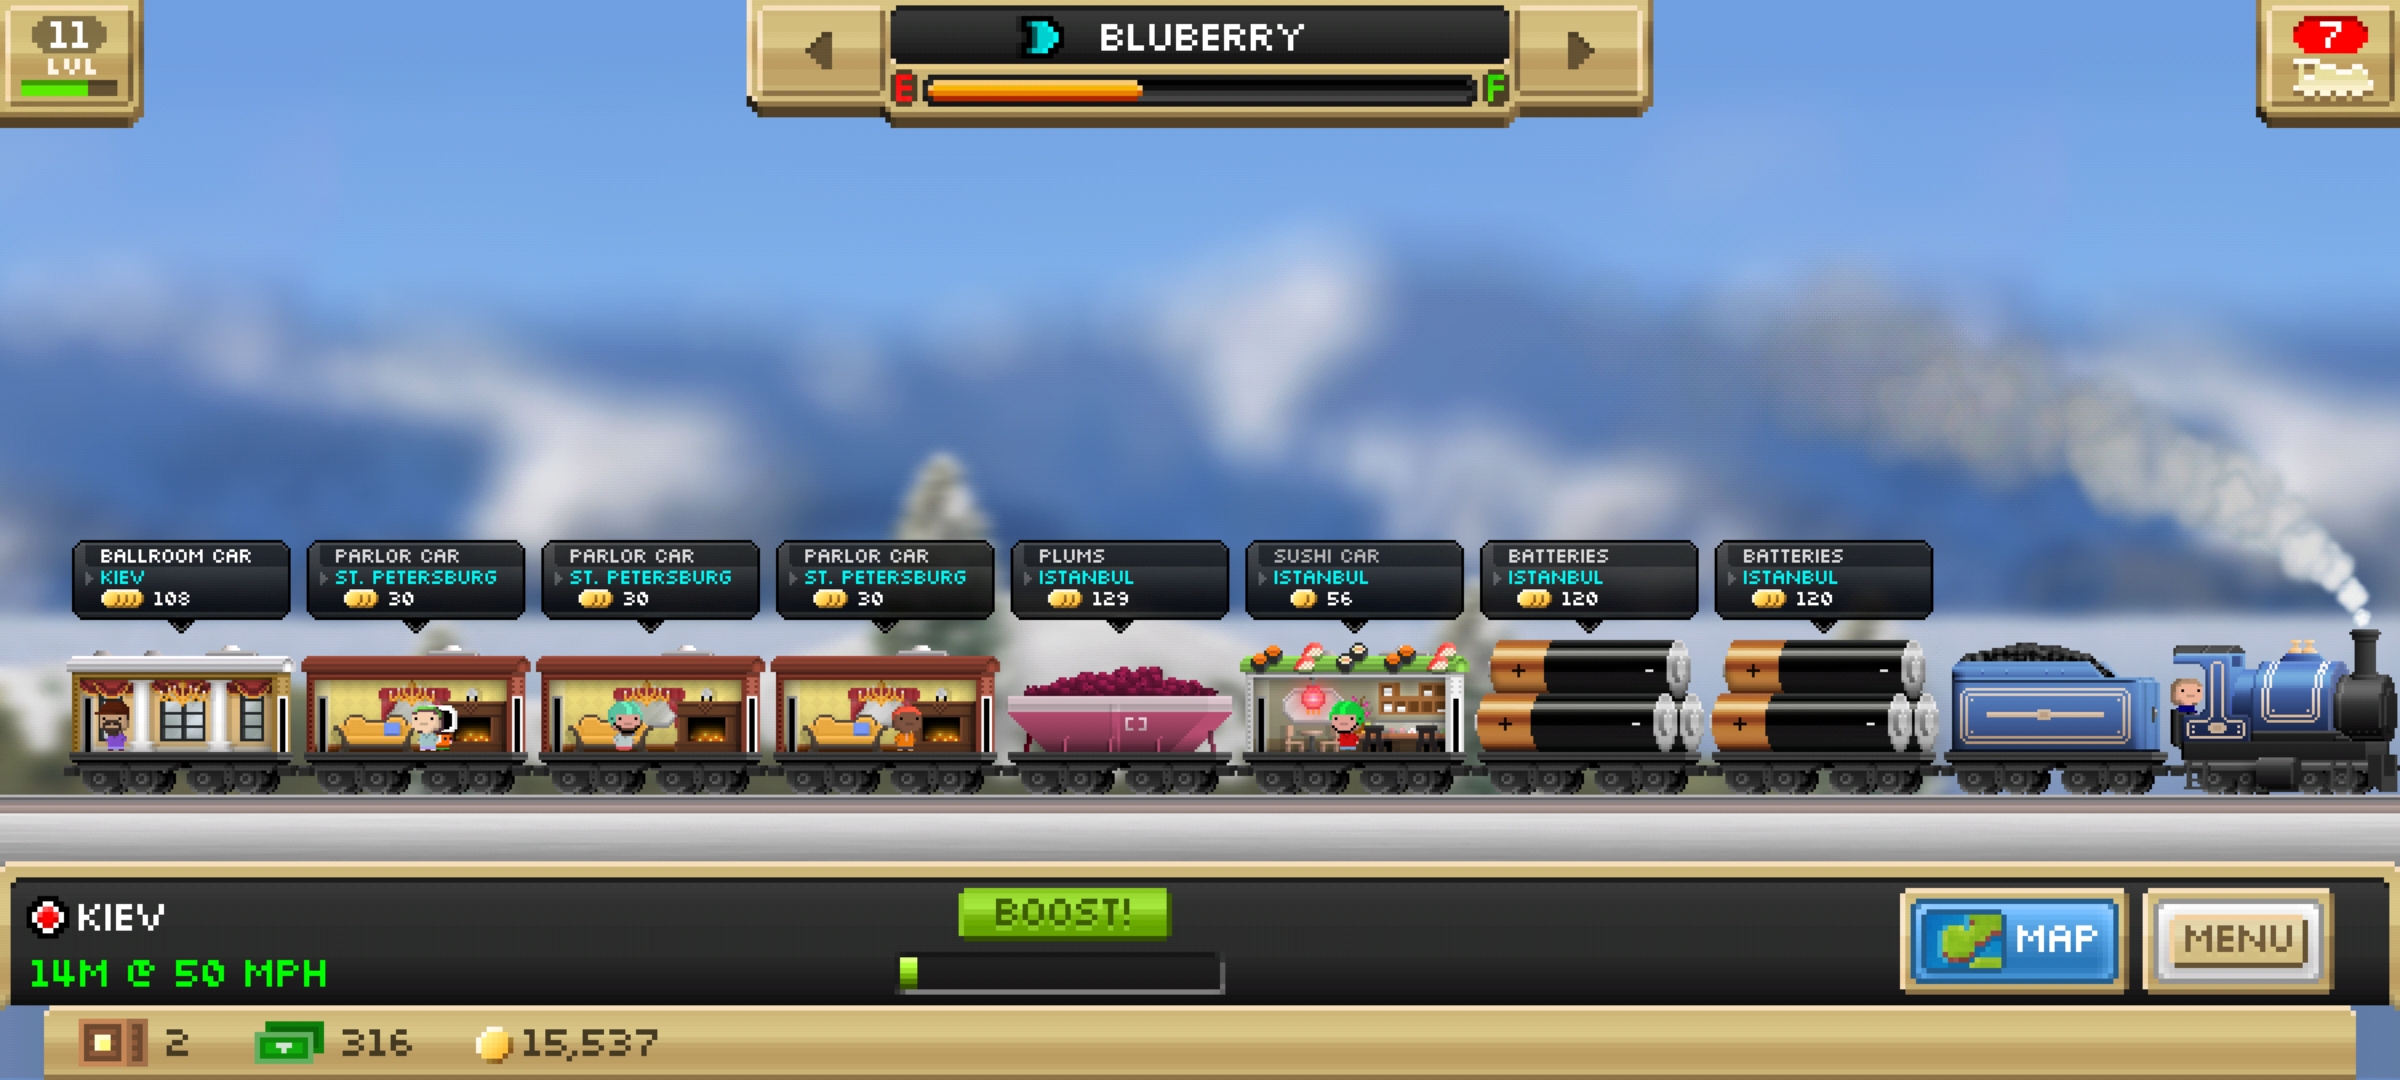 11
LVL
BLUBERRY
E F
7
BALLROOM CAR
KIEV
108
PARLOR CAR
ST. PETERSBURG
30
PARLOR CAR
ST. PETERSBURG
30
PARLOR CAR
ST. PETERSBURG
30
PLUMS
ISTANBUL
129
SUSHI CAR
ISTANBUL
56
BATTERIES
ISTANBUL
120
BATTERIES
ISTANBUL
120
+ -
+ -
+ -
+ -
KIEV
14M @ 50 MPH
BOOST!
MAP
MENU
2
316
15,537